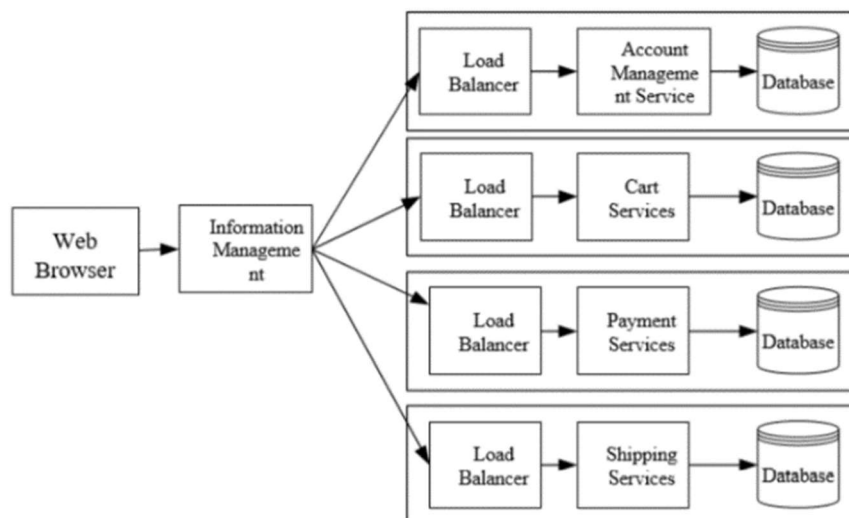 Load
Balancer
Account
Manageme
nt Service
Database
Load
Balancer
Cart
Services
Database
Web
Browser
Information
Manageme
nt
Load
Balancer
Payment
Services
Database
Load
Balancer
Shipping
Services
Database